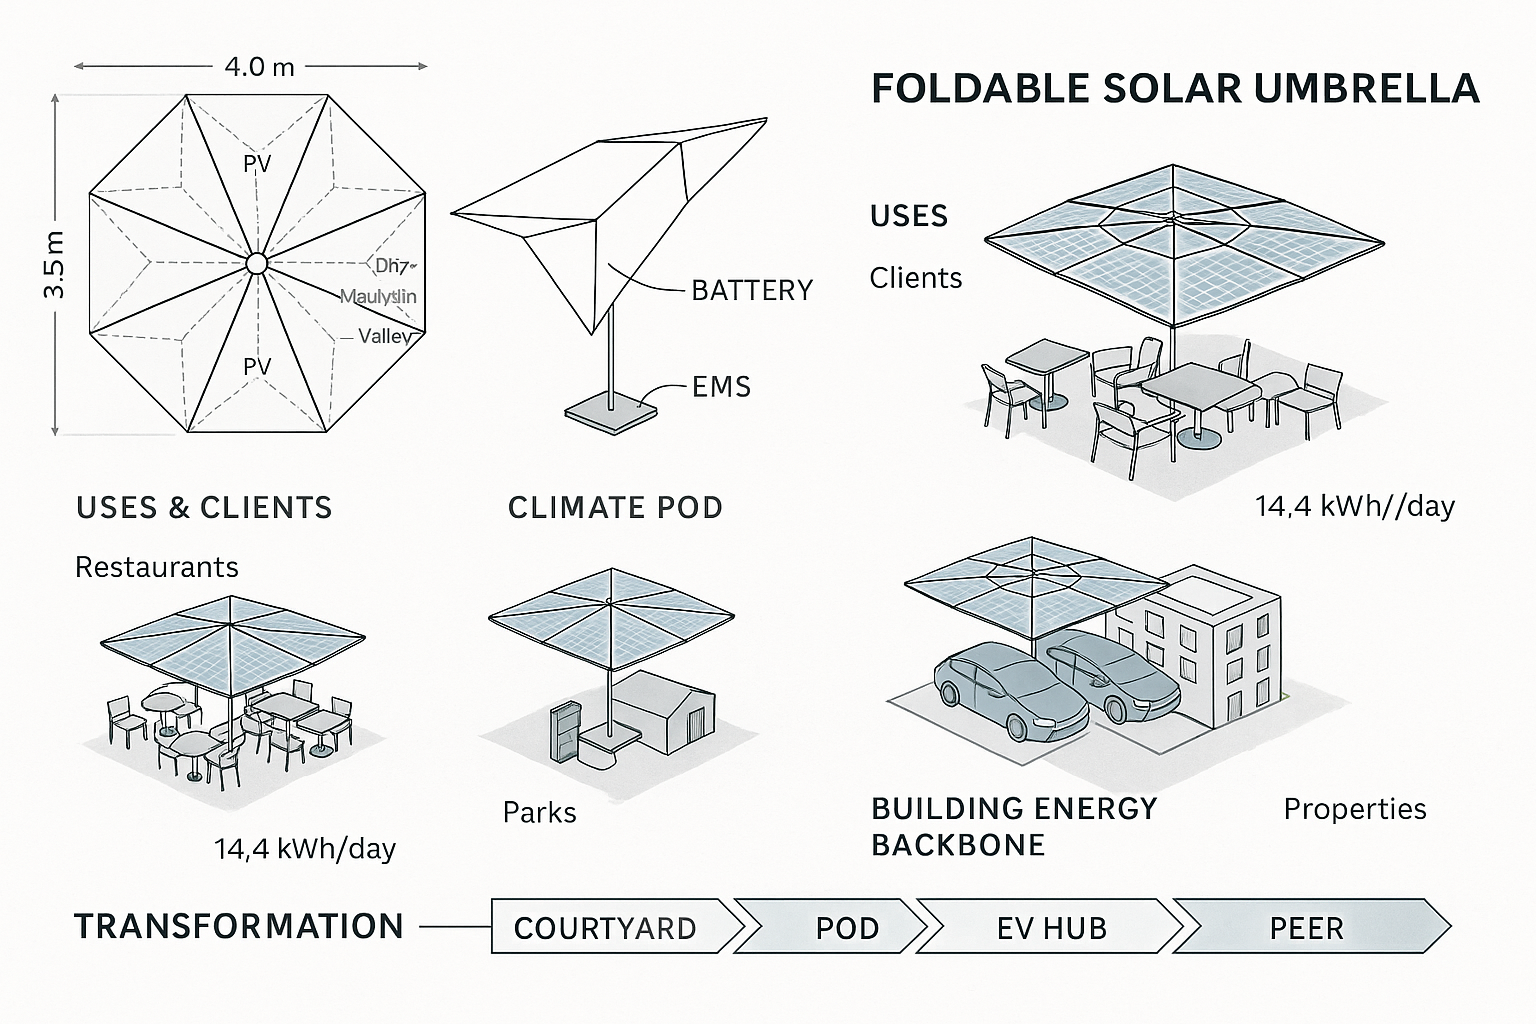 4.0 m
FOLDABLE SOLAR UMBRELLA
3.5 m
PV
Valley
PV
BATTERY
EMS
USES
Clients
14,4 kWh//day
USES & CLIENTS
CLIMATE POD
Restaurants
14,4 kWh/day
Parks
BUILDING ENERGY
BACKBONE
Properties
TRANSFORMATION
COURTYARD
POD
EV HUB
PEER